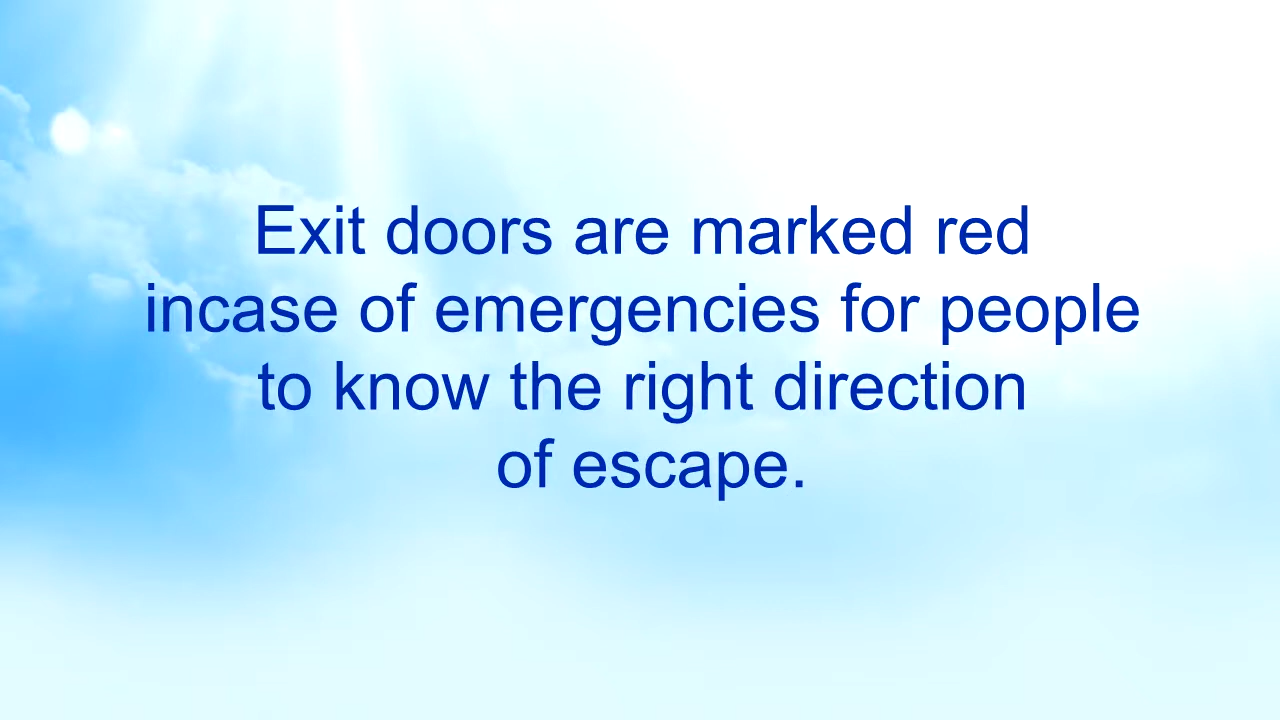 Exit doors are marked red
incase of emergencies for people
to know the right direction
of escape.